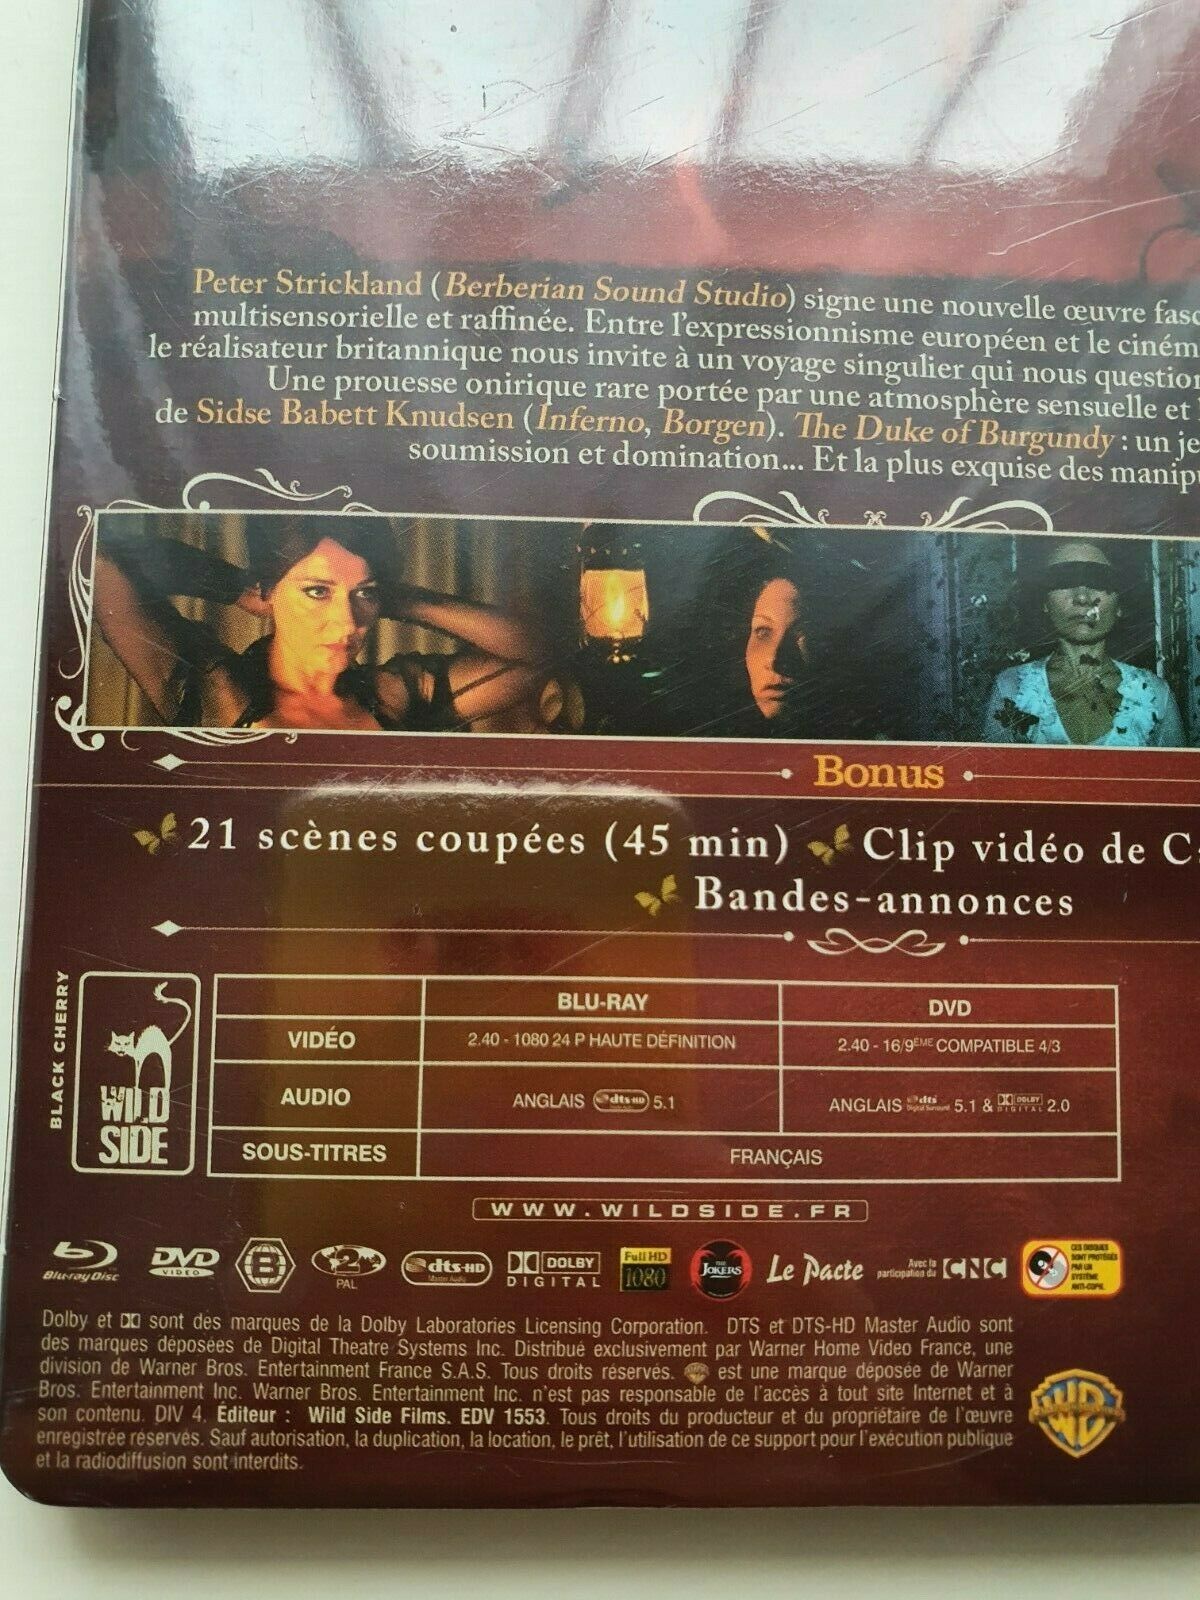 Peter Strickland (Berberian Sound Studio) signe une nouvelle œuvre fasc
multisensorielle et raffinée. Entre l'expressionnisme européen et le ciném
le réalisateur britannique nous invite à un voyage singulier qui nous question
Une prouesse onirique rare portée par une atmosphère sensuelle et
de Sidse Babett Knudsen (Inferno, Borgen). The Duke of Burgundy : un je
soumission et domination... Et la plus exquise des manipu
Bonus
21 scènes coupées (45 min) Clip vidéo de C
Bandes-annonces
BLACK CHERRY
WILD
SIDE
BLU-RAY DVD
VIDÉO 2.40 - 1080 24 P HAUTE DÉFINITION 2.40 - 16/9ÈME COMPATIBLE 4/3
AUDIO ANGLAIS dts HD 5.1 ANGLAIS dts Digital Surround 5.1 & DOLBY DIGITAL 2.0
SOUS-TITRES FRANÇAIS
WWW.WILDSIDE.FR
Blu-ray Disc DVD VIDEO B 2 PAL dts-HD Master Audio DOLBY DIGITAL Full HD 1080 THE JOKERS Le Pacte Avec la participation du CNC CES DISQUES SONT PROTÉGÉS PAR UN SYSTÈME ANTI-COPIE.
Dolby et sont des marques de la Dolby Laboratories Licensing Corporation. DTS et DTS-HD Master Audio sont
des marques déposées de Digital Theatre Systems Inc. Distribué exclusivement par Warner Home Video France, une
division de Warner Bros. Entertainment France S.A.S. Tous droits réservés. est une marque déposée de Warner
Bros. Entertainment Inc. Warner Bros. Entertainment Inc. n'est pas responsable de l'accès à tout site Internet et à
son contenu. DIV 4. Éditeur : Wild Side Films. EDV 1553. Tous droits du producteur et du propriétaire de l'œuvre
enregistrée réservés. Sauf autorisation, la duplication, la location, le prêt, l'utilisation de ce support pour l'exécution publique
et la radiodiffusion sont interdits.